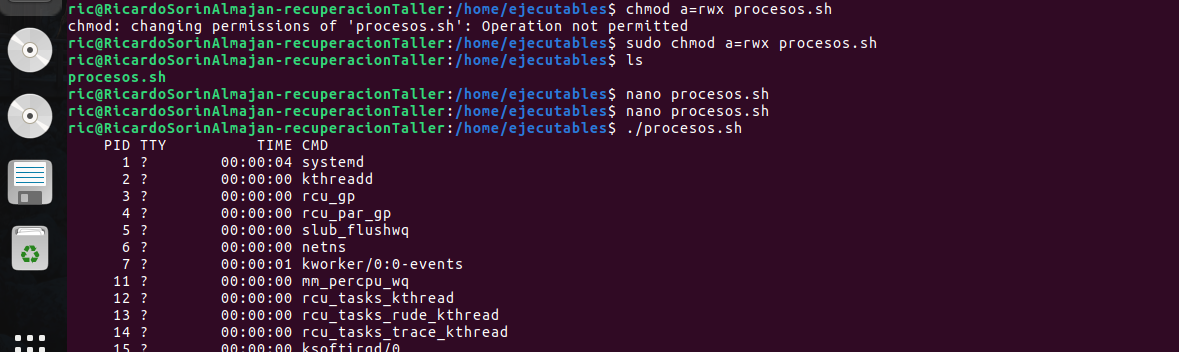 ric@RicardoSorinAlmajan-recuperacionTaller:/home/ejecutables$ chmod a=rwx procesos.sh
chmod: changing permissions of 'procesos.sh': Operation not permitted
ric@RicardoSorinAlmajan-recuperacionTaller:/home/ejecutables$ sudo chmod a=rwx procesos.sh
ric@RicardoSorinAlmajan-recuperacionTaller:/home/ejecutables$ ls
procesos.sh
ric@RicardoSorinAlmajan-recuperacionTaller:/home/ejecutables$ nano procesos.sh
ric@RicardoSorinAlmajan-recuperacionTaller:/home/ejecutables$ nano procesos.sh
ric@RicardoSorinAlmajan-recuperacionTaller:/home/ejecutables$ ./procesos.sh
PID TTY TIME CMD
1 ? 00:00:04 systemd
2 ? 00:00:00 kthreadd
3 ? 00:00:00 rcu_gp
4 ? 00:00:00 rcu_par_gp
5 ? 00:00:00 slub_flushwq
6 ? 00:00:00 netns
7 ? 00:00:01 kworker/0:0-events
11 ? 00:00:00 mm_percpu_wq
12 ? 00:00:00 rcu_tasks_kthread
13 ? 00:00:00 rcu_tasks_rude_kthread
14 ? 00:00:00 rcu_tasks_trace_kthread
15 ? 00:00:00 ksoftirqd/0